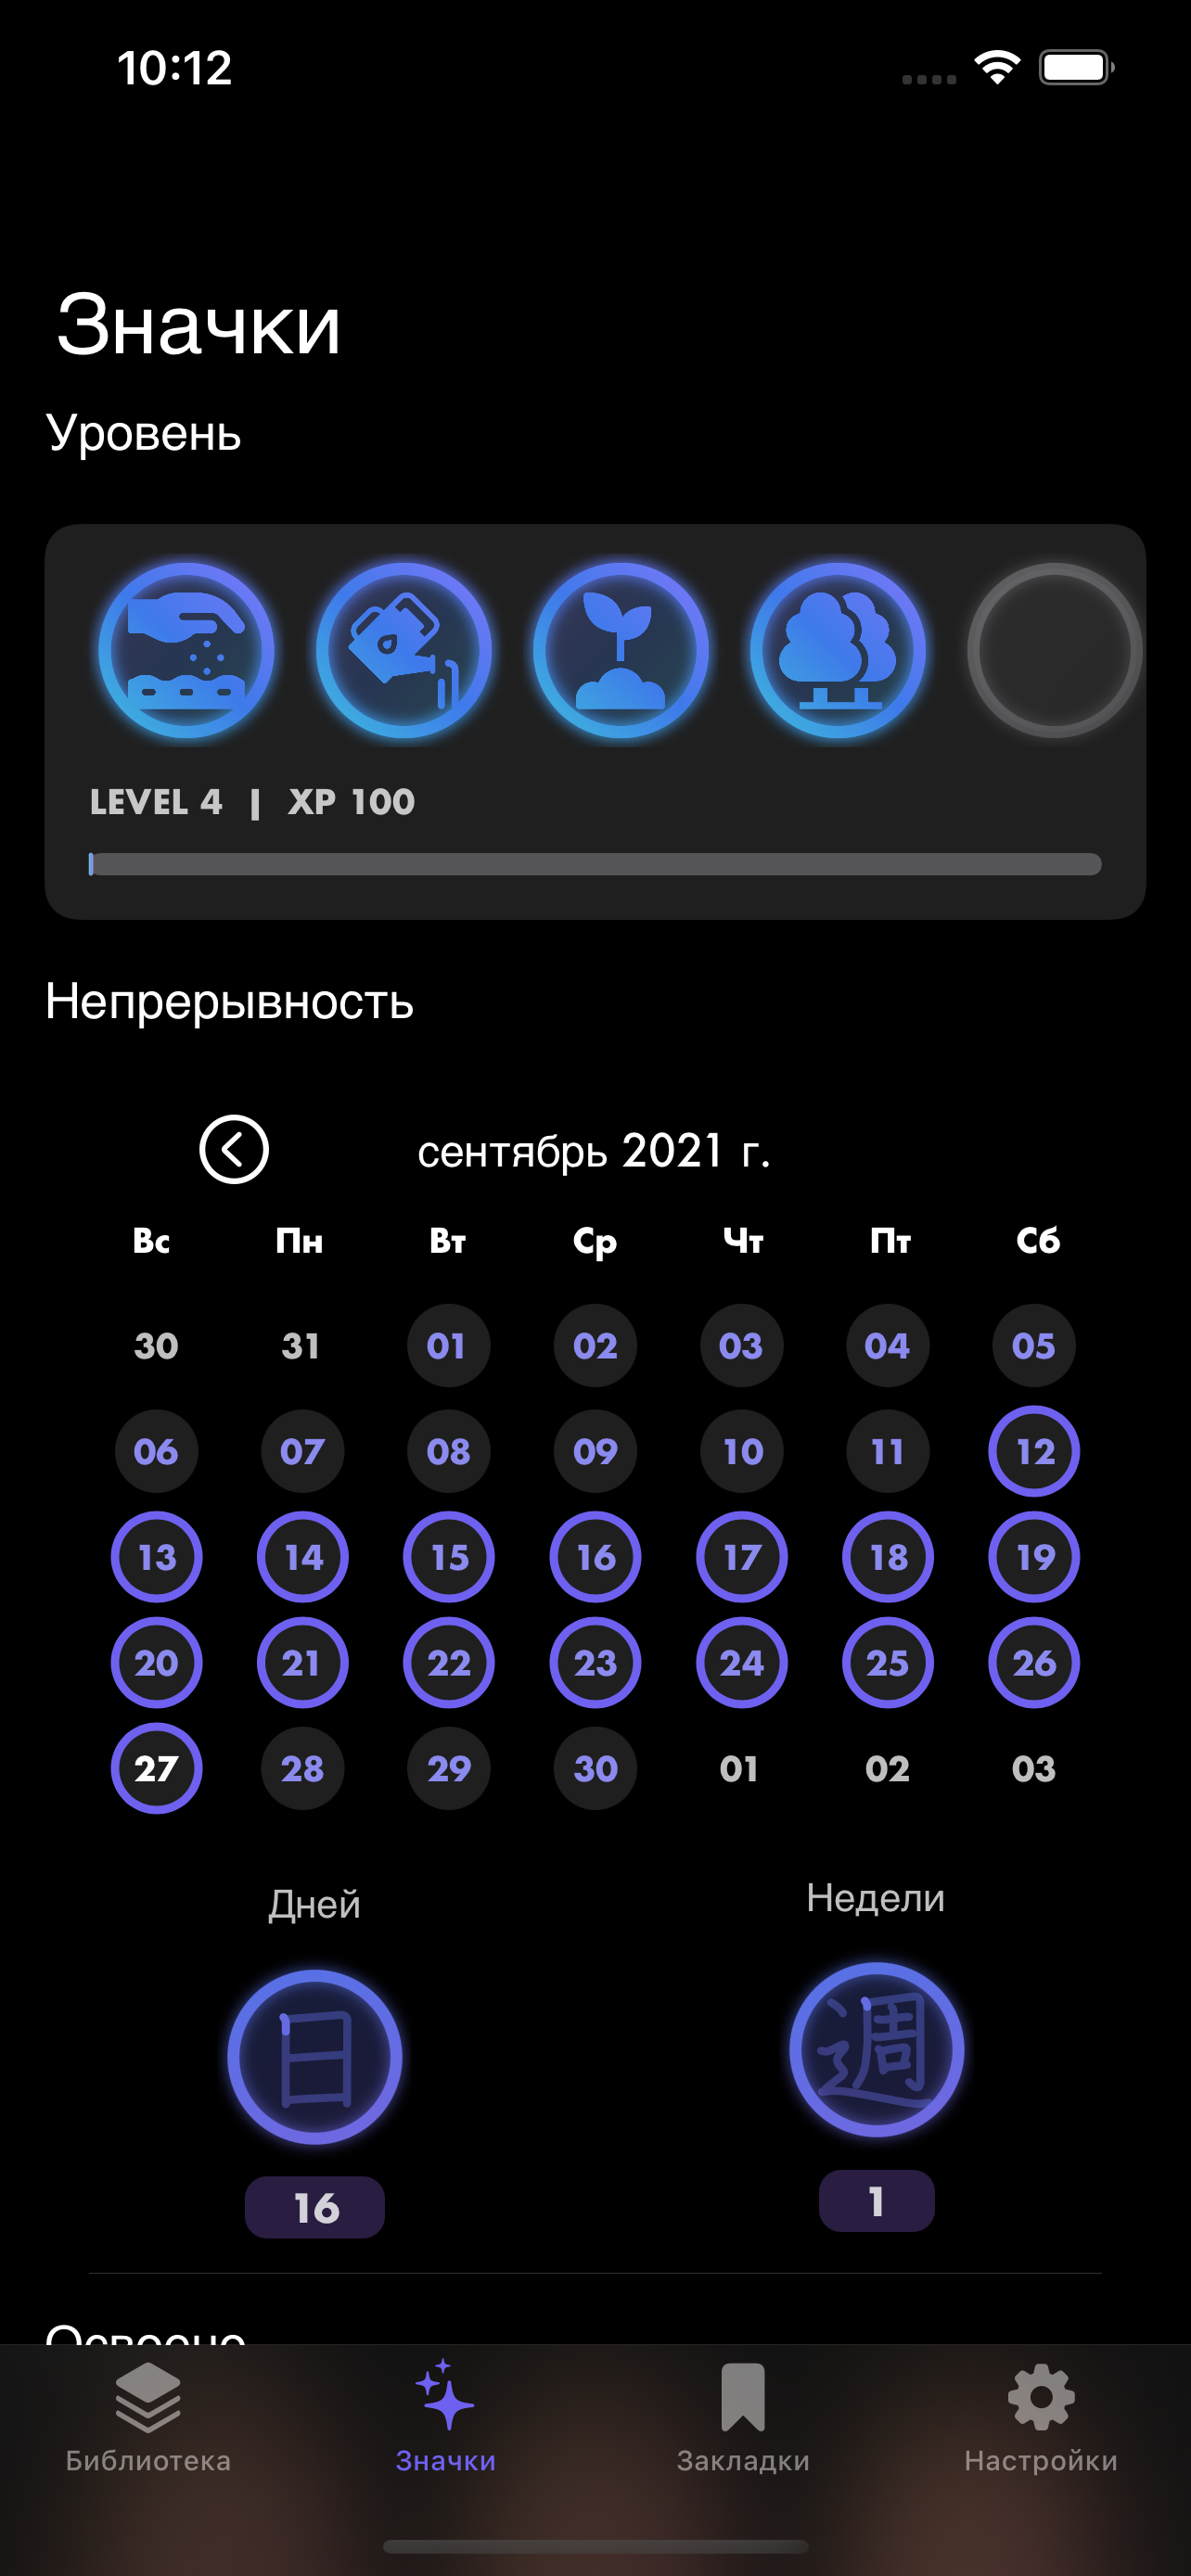 10:12
Значки
Уровень
LEVEL 4 | XP 100
Непрерывность
сентябрь 2021 г.
Вс Пн Вт Ср Чт Пт Сб
30 31 01 02 03 04 05
06 07 08 09 10 11 12
13 14 15 16 17 18 19
20 21 22 23 24 25 26
27 28 29 30 01 02 03
Дней Недели
日 週
16 1
Освоено
Библиотека Значки Закладки Настройки